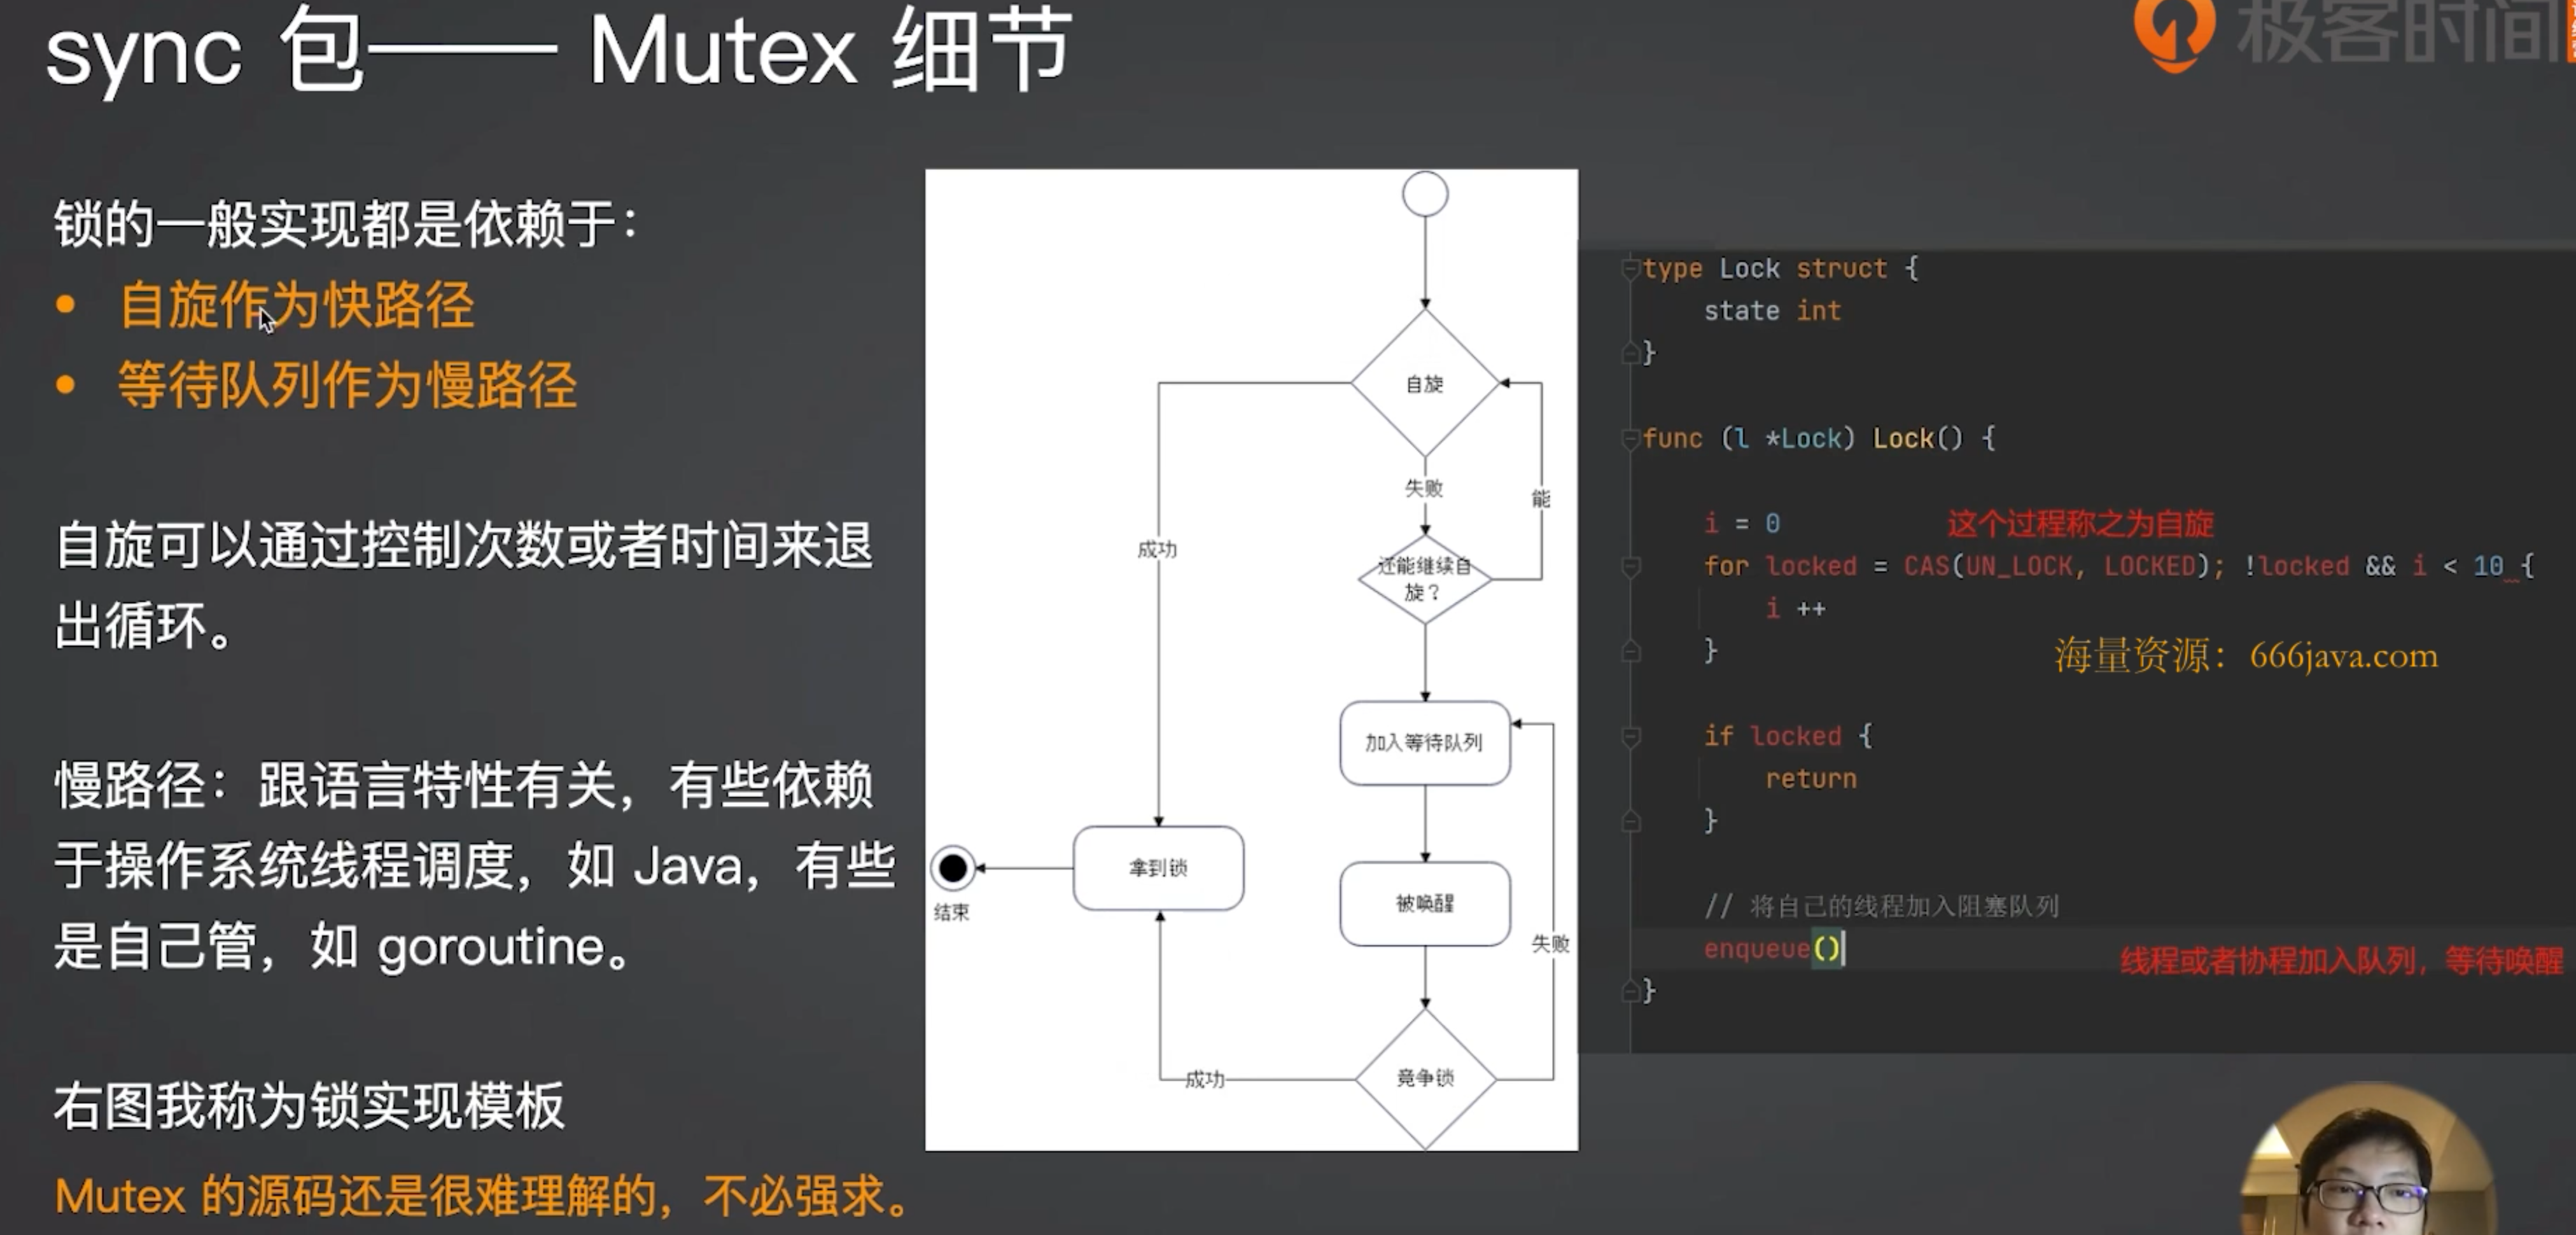 sync 包—— Mutex 细节
极客时间
锁的一般实现都是依赖于：
• 自旋作为快路径
• 等待队列作为慢路径
自旋可以通过控制次数或者时间来退
出循环。
慢路径：跟语言特性有关，有些依赖
于操作系统线程调度，如 Java，有些
是自己管，如 goroutine。
右图我称为锁实现模板
Mutex 的源码还是很难理解的，不必强求。
自旋
失败
能
成功
还能继续自
旋？
加入等待队列
拿到锁
结束
被唤醒
失败
成功
竞争锁
type Lock struct {
state int
}
func (l *Lock) Lock() {
i = 0
这个过程称之为自旋
for locked = CAS(UN_LOCK, LOCKED); !locked && i < 10 {
i ++
}
海量资源：666java.com
if locked {
return
}
// 将自己的线程加入阻塞队列
enqueue()
线程或者协程加入队列，等待唤醒
}